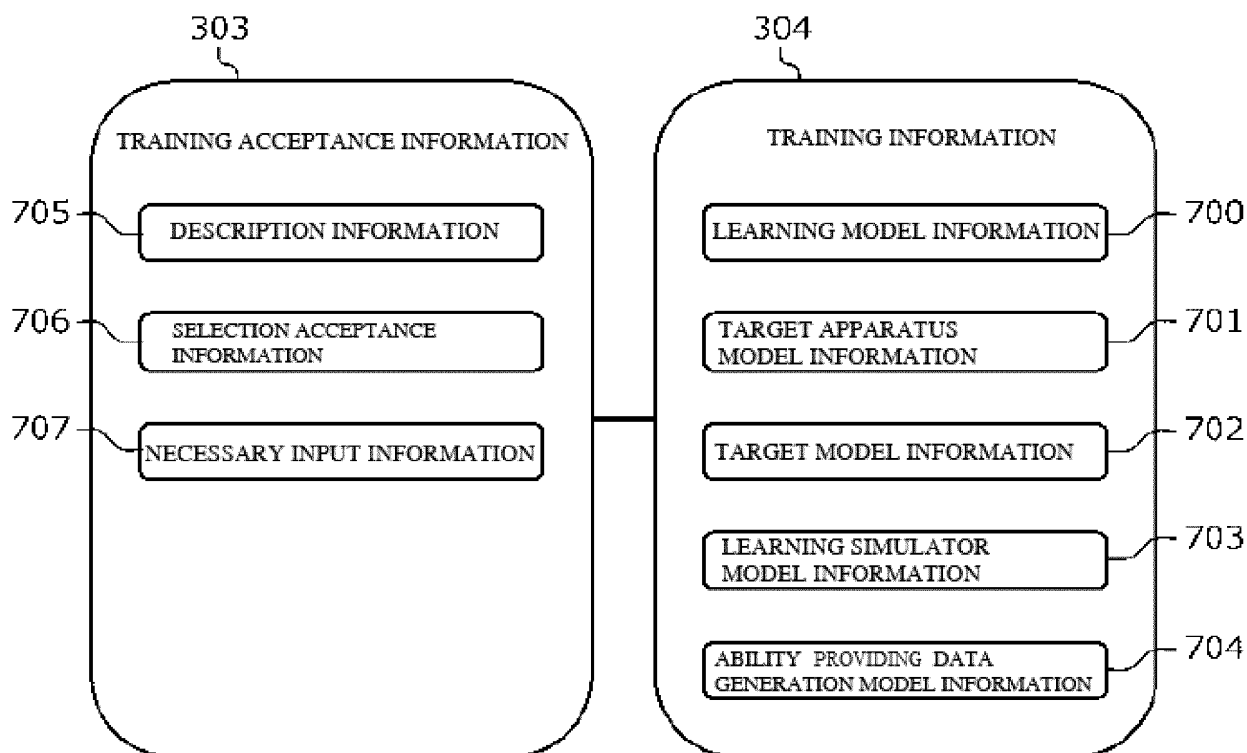 303
304
TRAINING ACCEPTANCE INFORMATION
TRAINING INFORMATION
705
DESCRIPTION INFORMATION
706
SELECTION ACCEPTANCE
INFORMATION
707
NECESSARY INPUT INFORMATION
LEARNING MODEL INFORMATION
700
TARGET APPARATUS
MODEL INFORMATION
701
TARGET MODEL INFORMATION
702
LEARNING SIMULATOR
MODEL INFORMATION
703
ABILITY PROVIDING DATA
GENERATION MODEL INFORMATION
704